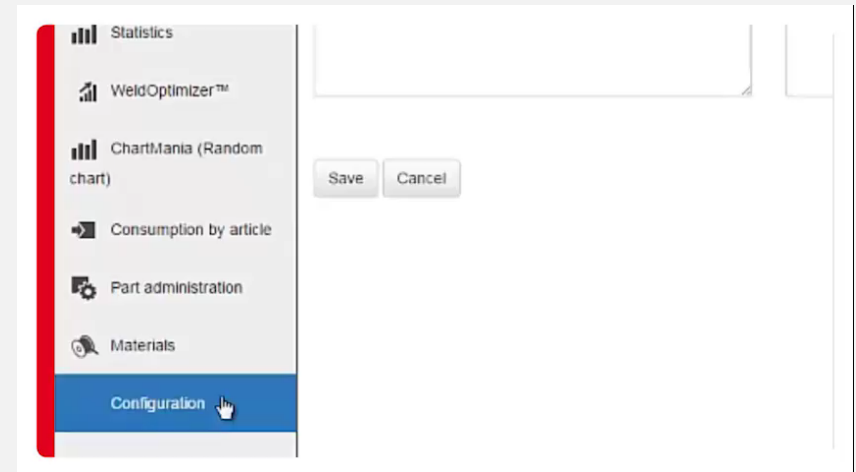 Statistics
WeldOptimizer™
ChartMania (Random
chart)
Consumption by article
Part administration
Materials
Configuration
Save
Cancel